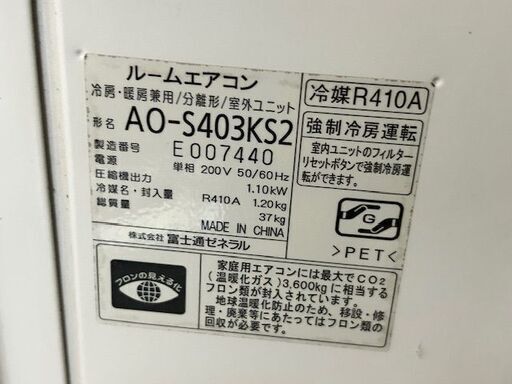 ルームエアコン
冷房・暖房兼用/分離形/室外ユニット
形名 AO-S403KS2
製造番号 E007440
電源 単相 200V 50/60Hz
圧縮機出力 1.10kW
冷媒名・封入量 R410A 1.20kg
総質量 37kg
MADE IN CHINA
株式会社 富士通ゼネラル
冷媒R410A
強制冷房運転
室内ユニットのフィルター
リセットボタンで強制冷房運
転ができます。
G
>PET<
フロンの見える化
家庭用エアコンには最大でCO2
(温暖化ガス)3,600kgに相当する
フロン類が封入されています。
地球温暖化防止のため、移設・修
理・廃棄等にあたってはフロン類の
回収が必要です。